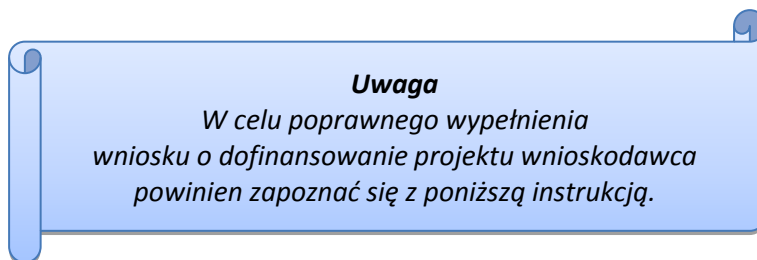 Uwaga
W celu poprawnego wypełnienia
wniosku o dofinansowanie projektu wnioskodawca
powinien zapoznać się z poniższą instrukcją.